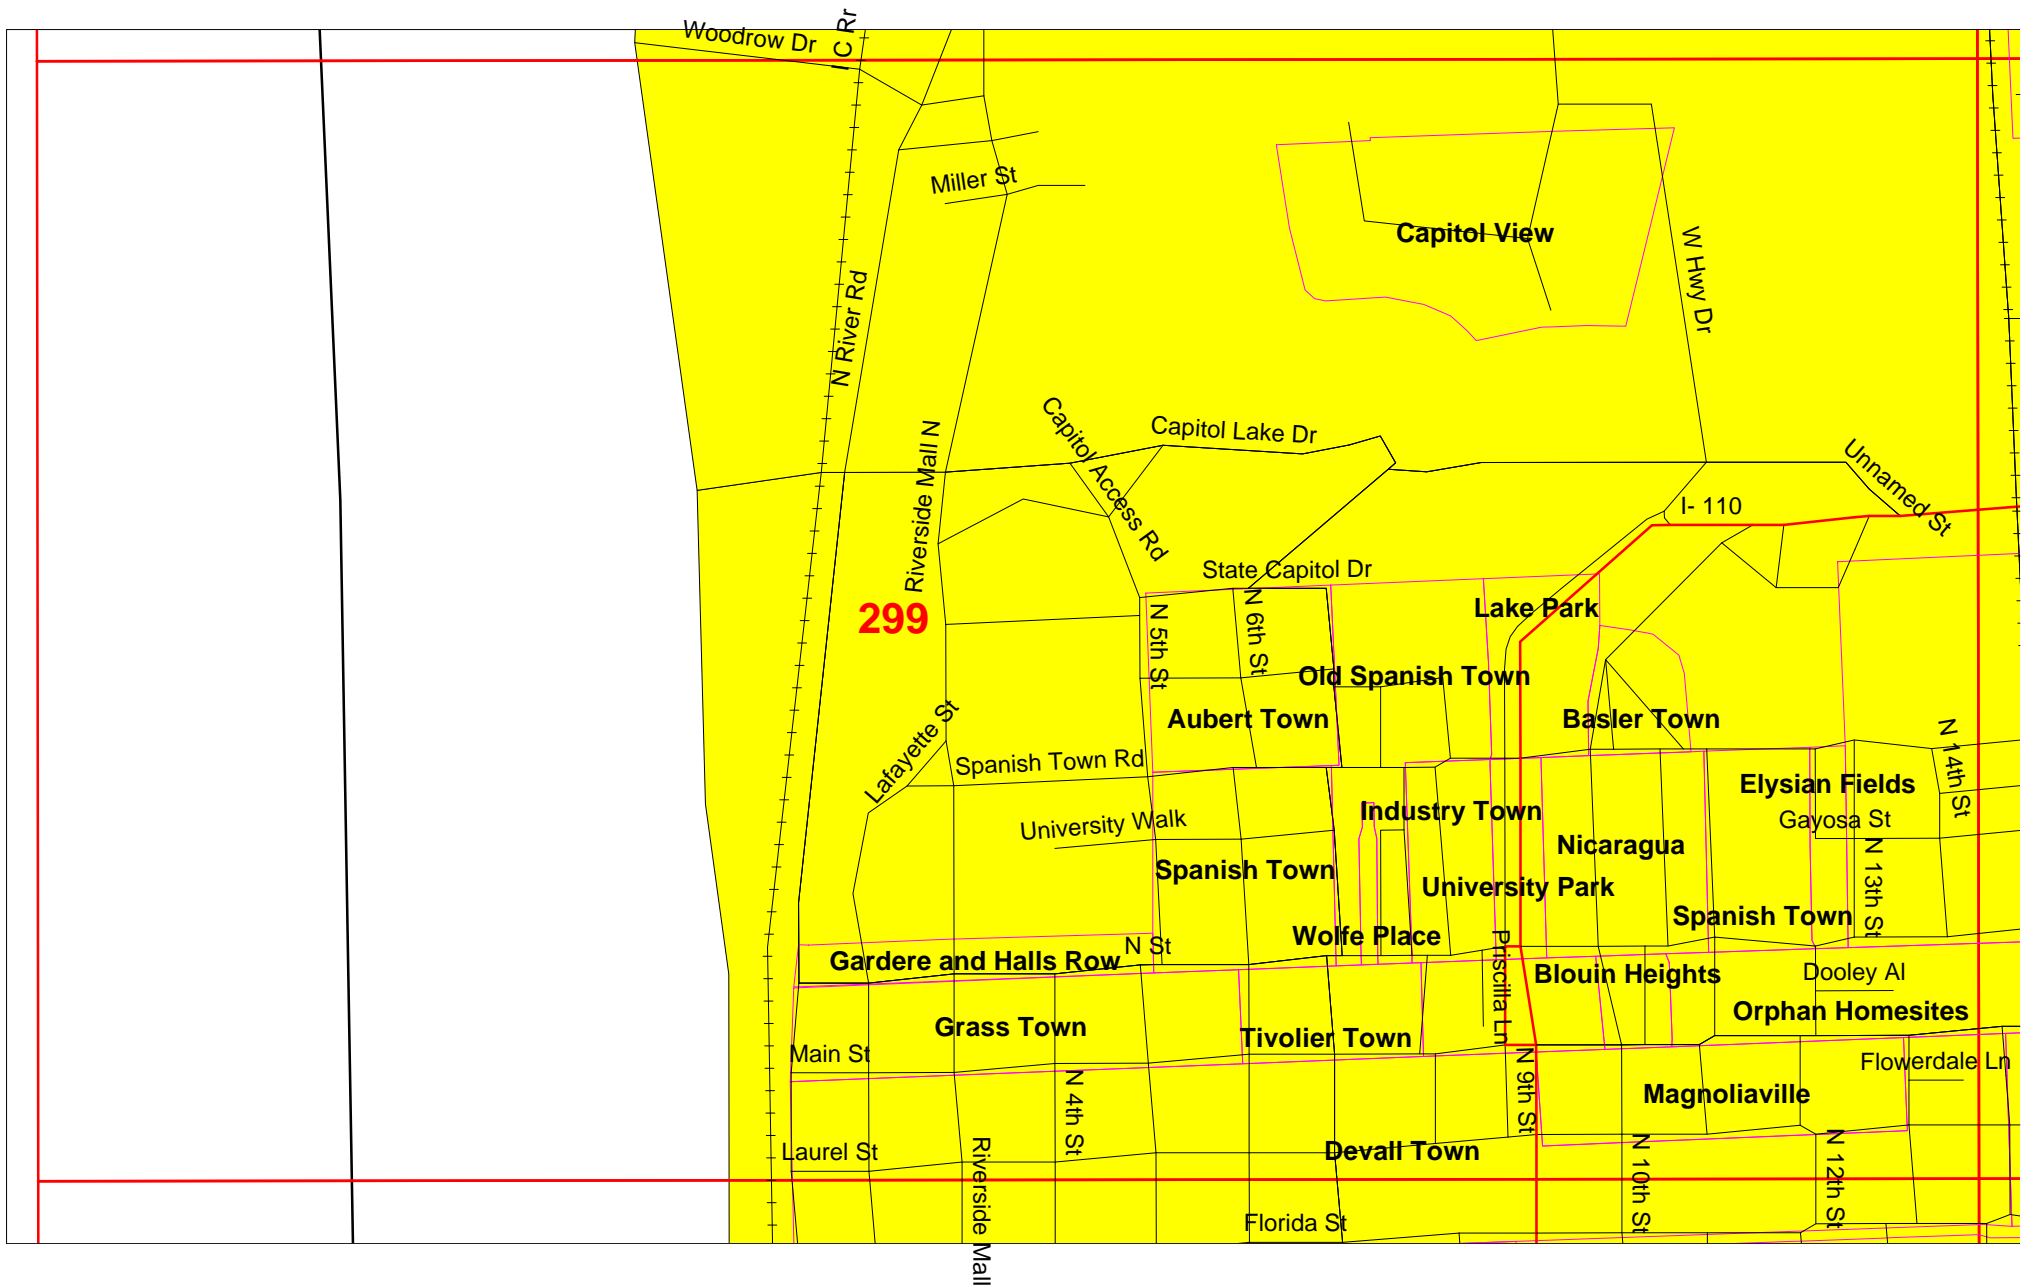 Woodrow Dr
I C Rr
Miller St
Capitol View
W Hwy Dr
N River Rd
Riverside Mall N
Capitol Access Rd
Capitol Lake Dr
Unnamed St
I- 110
State Capitol Dr
299
N 5th St
N 6th St
Lake Park
Old Spanish Town
Aubert Town
Basler Town
Lafayette St
Spanish Town Rd
N 14th St
Elysian Fields
Industry Town
Gayosa St
University Walk
Nicaragua
Spanish Town
University Park
N 13th St
Spanish Town
Wolfe Place
N St
Gardere and Halls Row
Priscilla Ln
Blouin Heights
Dooley Al
Orphan Homesites
Grass Town
Tivolier Town
Main St
Flowerdale Ln
N 4th St
N 9th St
Magnoliaville
Laurel St
Devall Town
Riverside Mall
N 10th St
N 12th St
Florida St